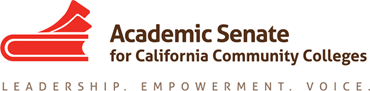 Academic Senate
for California Community Colleges
LEADERSHIP. EMPOWERMENT. VOICE.